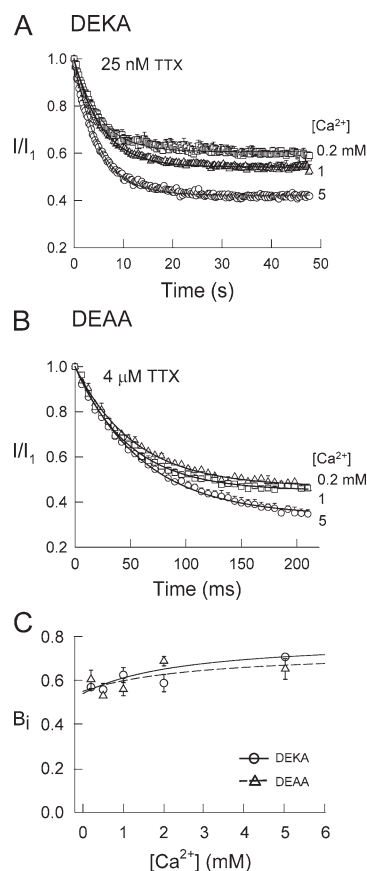 A DEKA
25 nM TTX
[Ca²⁺]
1.0
0.8
I/I₁
0.6
0.4
0.2
0.2 mM
1
5
0 10 20 30 40 50
Time (s)
B DEAA
4 μM TTX
[Ca²⁺]
1.0
0.8
I/I₁
0.6
0.4
0.2
0.2 mM
1
5
0 50 100 150 200
Time (ms)
C
0.8
0.6
Bᵢ
0.4
0.2
0.0
DEKA
DEAA
0 1 2 3 4 5 6
[Ca²⁺] (mM)